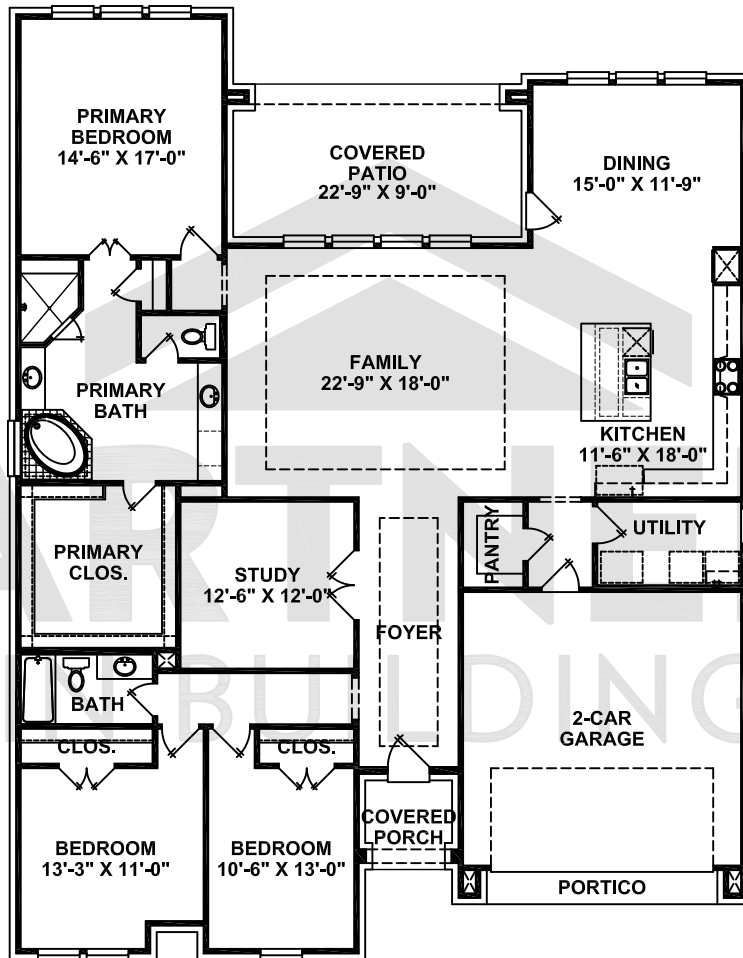 PRIMARY
BEDROOM
14'-6" X 17'-0"
COVERED
PATIO
22'-9" X 9'-0"
DINING
15'-0" X 11'-9"
FAMILY
22'-9" X 18'-0"
PRIMARY
BATH
KITCHEN
11'-6" X 18'-0"
PANTRY
UTILITY
PRIMARY
CLOS.
STUDY
12'-6" X 12'-0"
FOYER
BATH
2-CAR
GARAGE
CLOS.
CLOS.
BEDROOM
13'-3" X 11'-0"
BEDROOM
10'-6" X 13'-0"
COVERED
PORCH
PORTICO
ARTNE
IN BUILDING